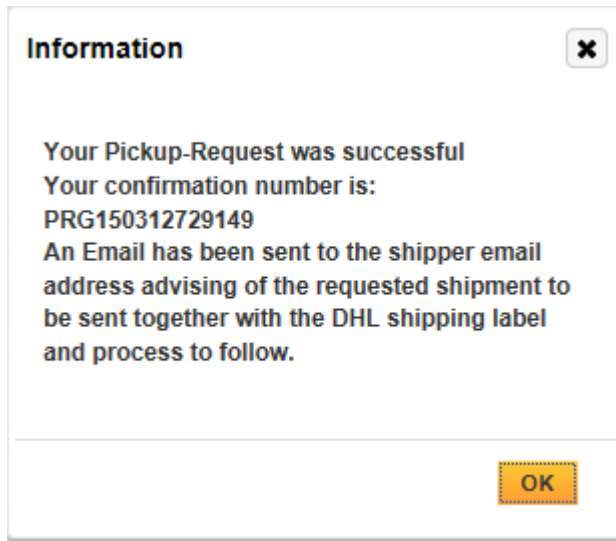 Information
Your Pickup-Request was successful
Your confirmation number is:
PRG150312729149
An Email has been sent to the shipper email
address advising of the requested shipment to
be sent together with the DHL shipping label
and process to follow.
OK